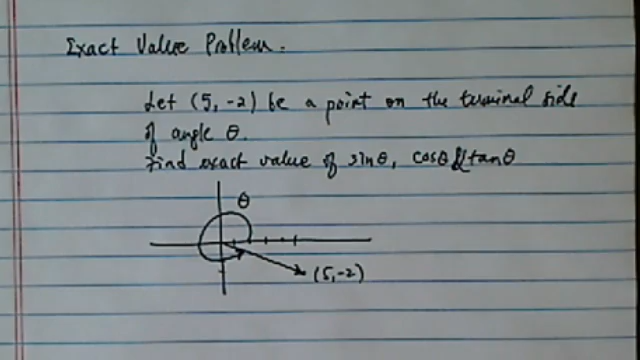 Exact Value Problem.
Let (5, -2) be a point on the terminal side
of angle θ.
Find exact value of sinθ, cosθ & tanθ
θ
(5, -2)